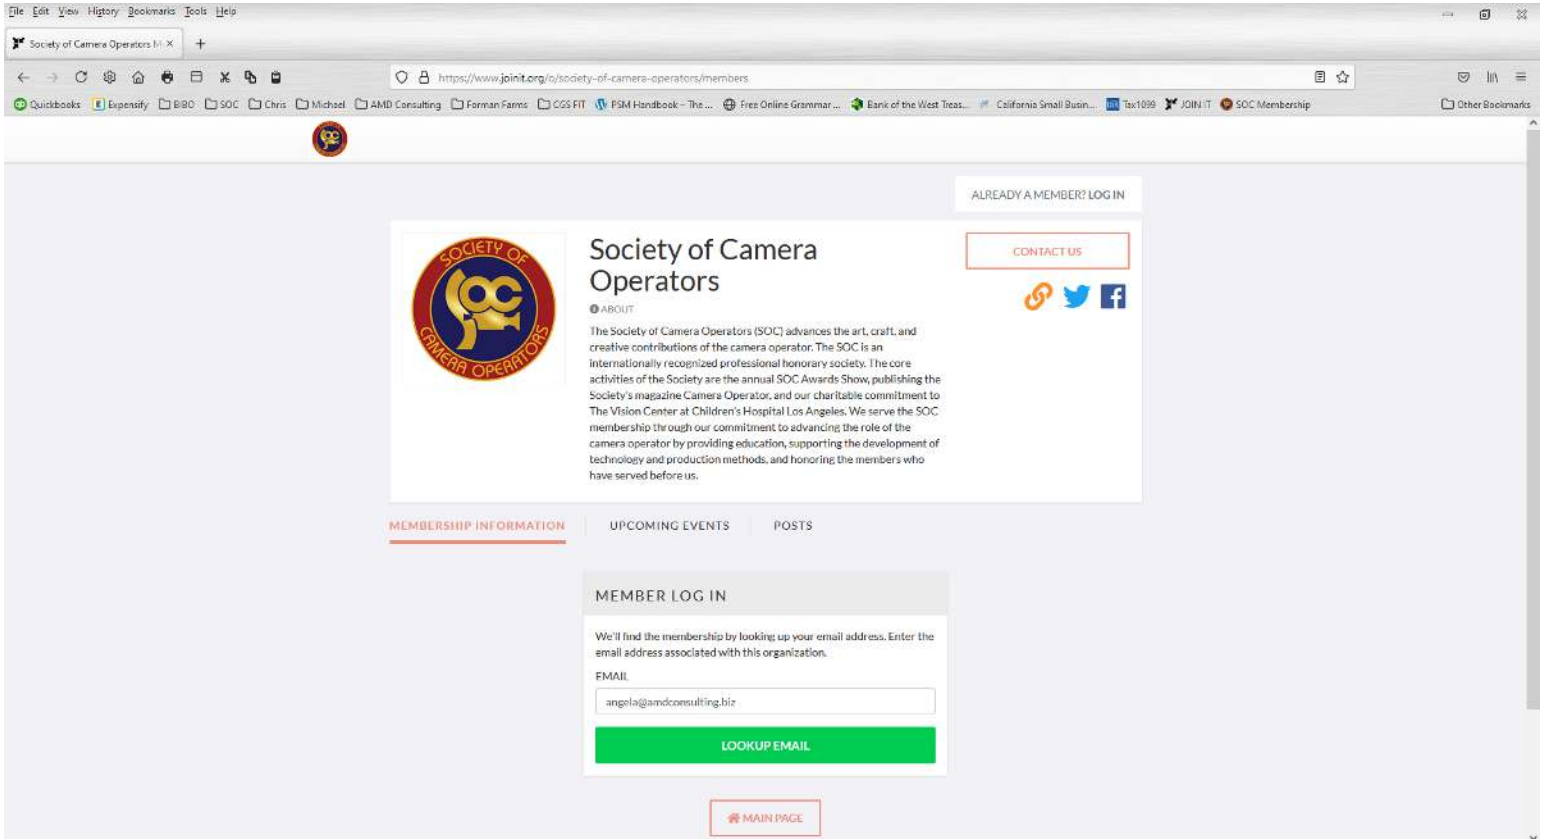 File Edit View History Bookmarks Tools Help
Society of Camera Operators M
https://www.joinit.org/o/society-of-camera-operators/members
Quickbooks Expensify BIBO SOC Chris Michael AMD Consulting Forman Farms CGS FIT PSM Handbook – The ... Free Online Grammar ... Bank of the West Treas... California Small Busin... Tax1099 JOIN IT SOC Membership Other Bookmarks
ALREADY A MEMBER? LOG IN
SOCIETY OF
SOC
CAMERA OPERATORS
Society of Camera
Operators
ABOUT
The Society of Camera Operators (SOC) advances the art, craft, and
creative contributions of the camera operator. The SOC is an
internationally recognized professional honorary society. The core
activities of the Society are the annual SOC Awards Show, publishing the
Society's magazine Camera Operator, and our charitable commitment to
The Vision Center at Children's Hospital Los Angeles. We serve the SOC
membership through our commitment to advancing the role of the
camera operator by providing education, supporting the development of
technology and production methods, and honoring the members who
have served before us.
CONTACT US
MEMBERSHIP INFORMATION UPCOMING EVENTS POSTS
MEMBER LOG IN
We'll find the membership by looking up your email address. Enter the
email address associated with this organization.
EMAIL
angela@amdconsulting.biz
LOOKUP EMAIL
MAIN PAGE